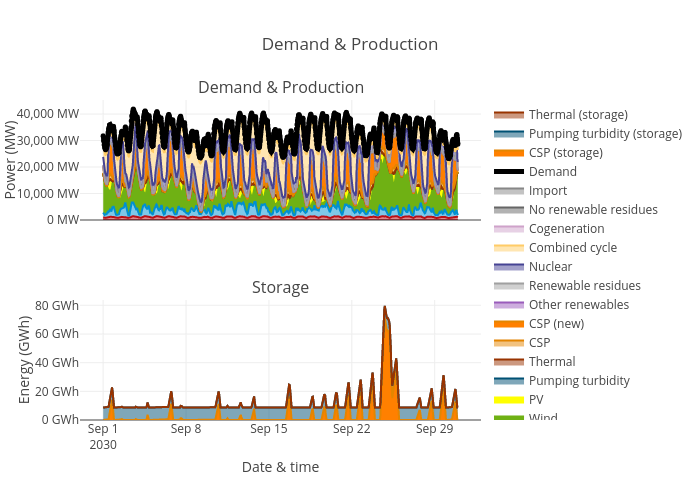 Demand & Production
Demand & Production
40,000 MW
30,000 MW
20,000 MW
10,000 MW
0 MW
Power (MW)
Storage
80 GWh
60 GWh
40 GWh
20 GWh
0 GWh
Energy (GWh)
Sep 1
2030
Sep 8
Sep 15
Sep 22
Sep 29
Date & time
Thermal (storage)
Pumping turbidity (storage)
CSP (storage)
Demand
Import
No renewable residues
Cogeneration
Combined cycle
Nuclear
Renewable residues
Other renewables
CSP (new)
CSP
Thermal
Pumping turbidity
PV
Wind